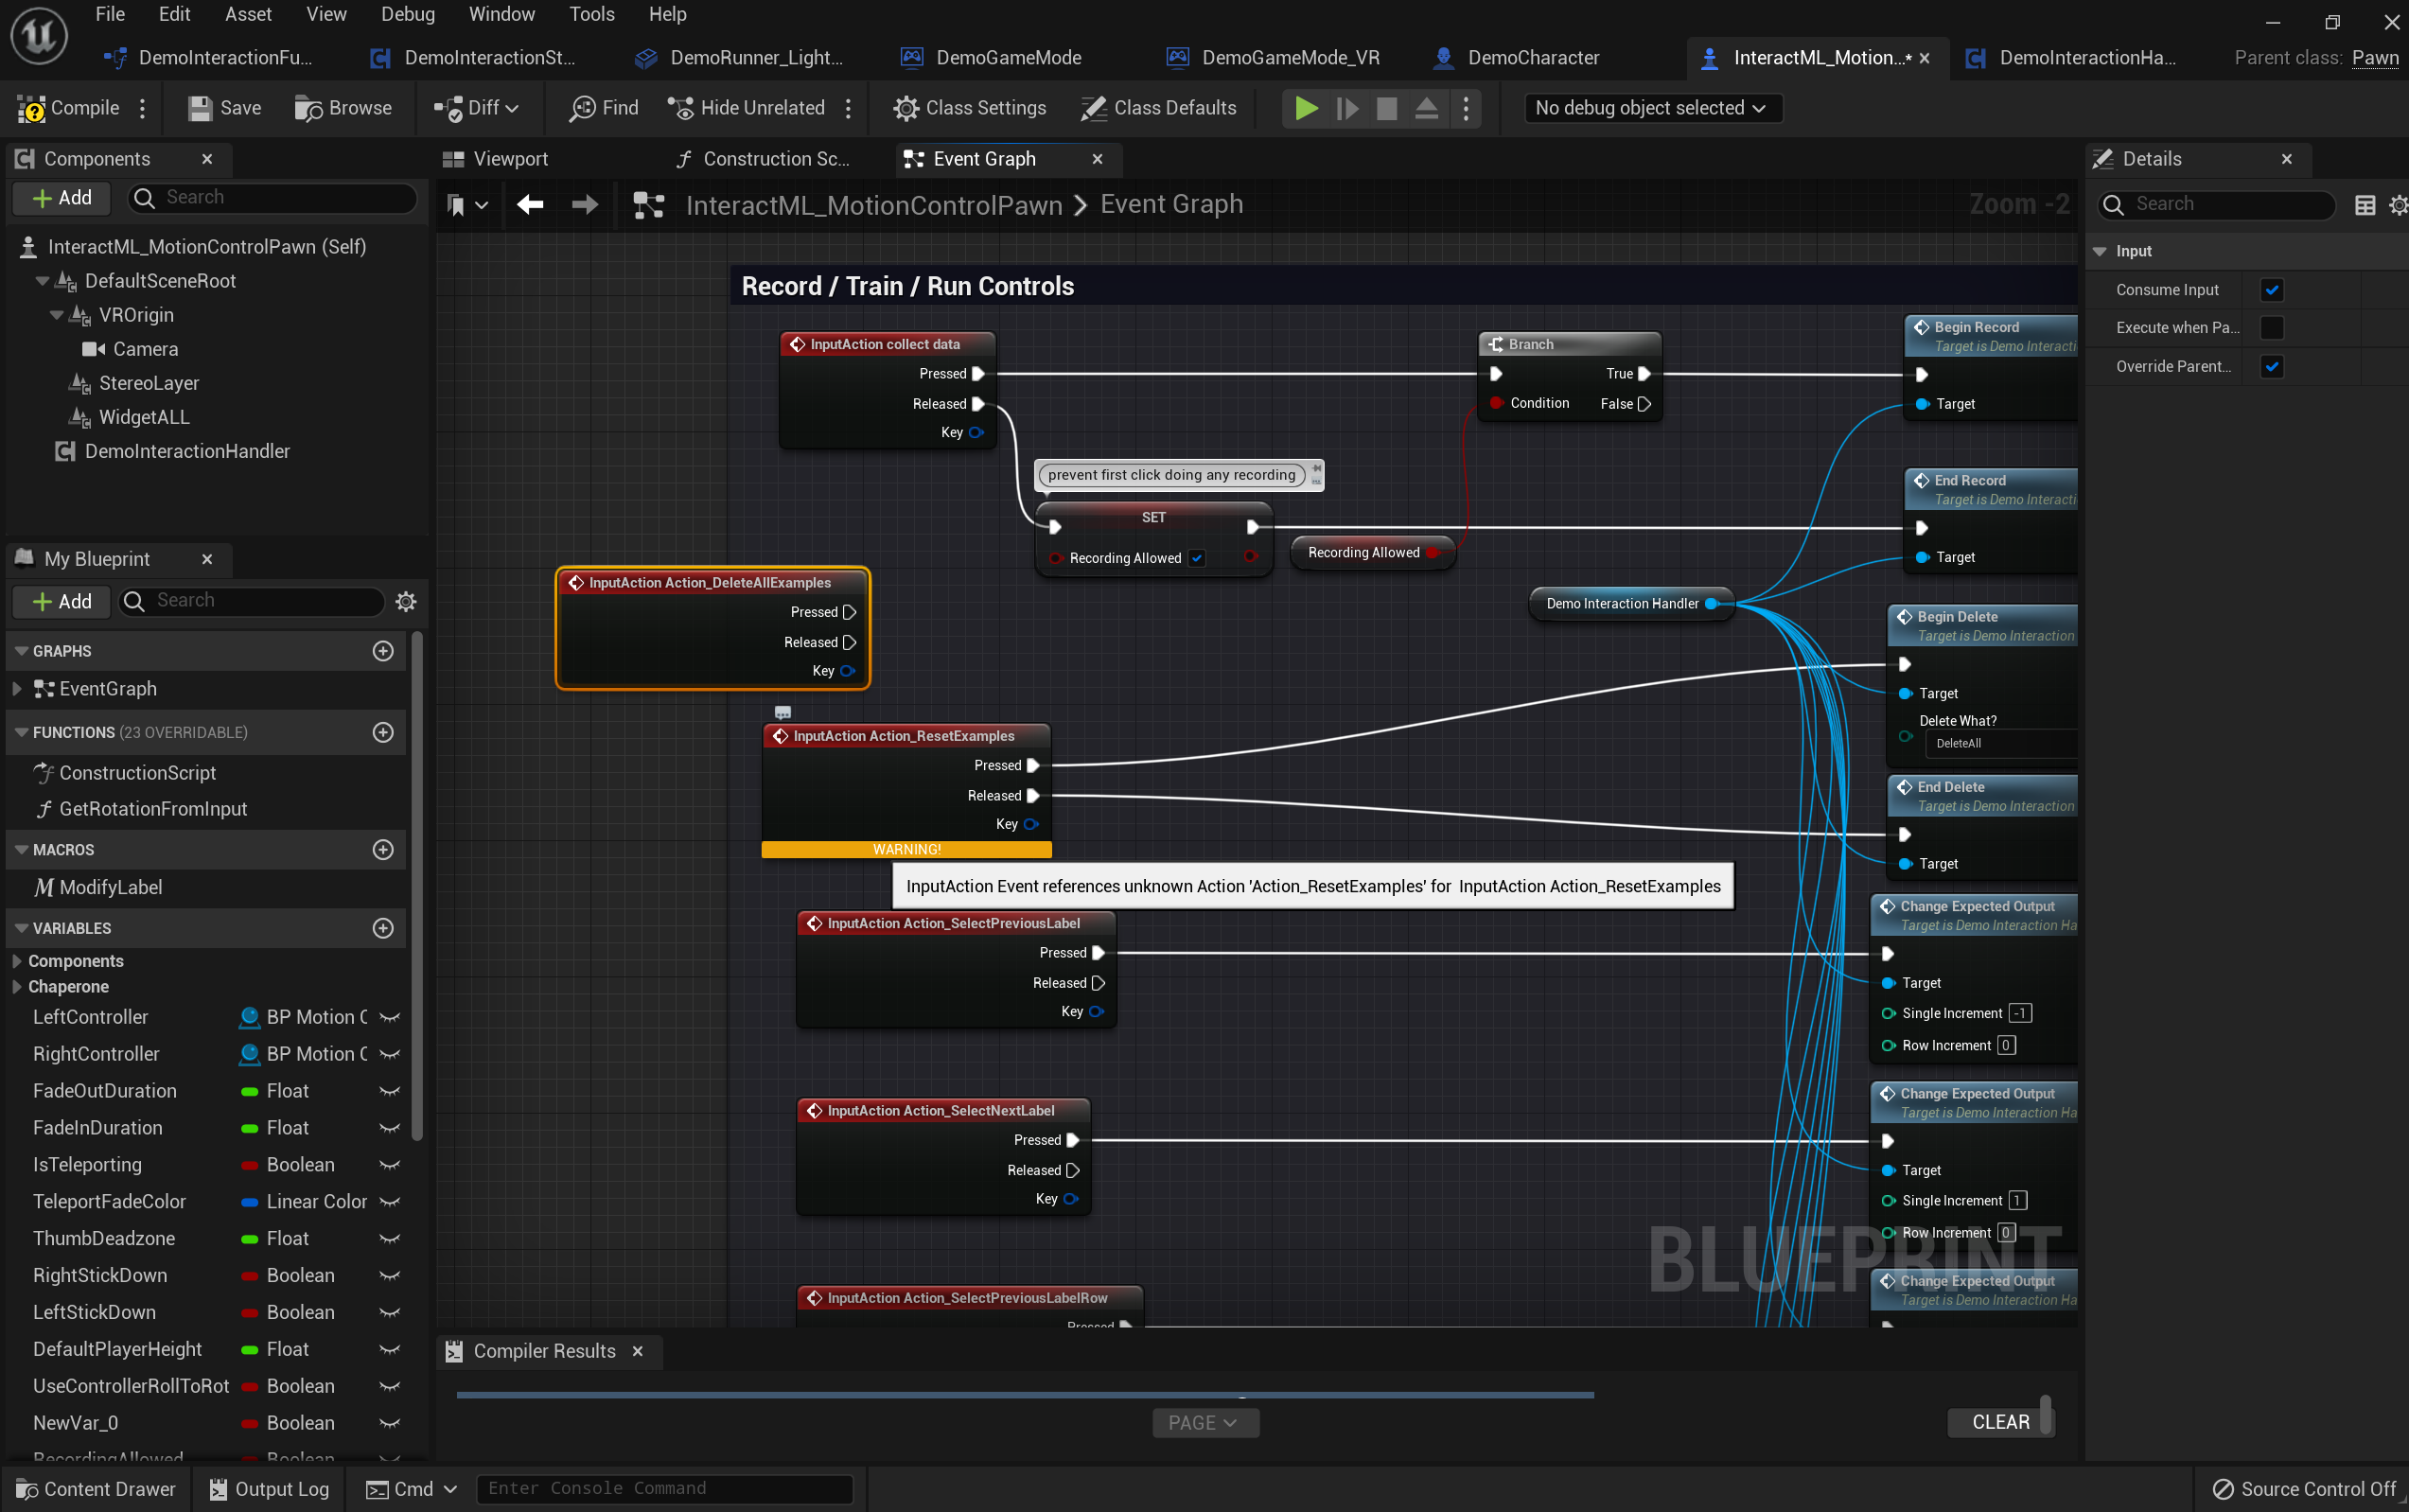 File Edit Asset View Debug Window Tools Help
DemoInteractionFu... DemoInteractionSt... DemoRunner_Light... DemoGameMode DemoGameMode_VR DemoCharacter InteractML_Motion...* DemoInteractionHa... Parent class: Pawn
Compile Save Browse Diff Find Hide Unrelated Class Settings Class Defaults No debug object selected
Components
Add Search
InteractML_MotionControlPawn (Self)
DefaultSceneRoot
VROrigin
Camera
StereoLayer
WidgetALL
DemoInteractionHandler
My Blueprint
Add Search
GRAPHS
EventGraph
FUNCTIONS (23 OVERRIDABLE)
ConstructionScript
GetRotationFromInput
MACROS
ModifyLabel
VARIABLES
Components
Chaperone
LeftController BP Motion C
RightController BP Motion C
FadeOutDuration Float
FadeInDuration Float
IsTeleporting Boolean
TeleportFadeColor Linear Color
ThumbDeadzone Float
RightStickDown Boolean
LeftStickDown Boolean
DefaultPlayerHeight Float
UseControllerRollToRot Boolean
NewVar_0 Boolean
RecordingAllowed Boolean
Viewport Construction Sc... Event Graph
InteractML_MotionControlPawn > Event Graph Zoom -2
Record / Train / Run Controls
InputAction collect data
Pressed
Released
Key
Branch
True
Condition False
Begin Record
Target is Demo Interacti
Target
prevent first click doing any recording
SET
Recording Allowed
Recording Allowed
End Record
Target is Demo Interacti
Target
InputAction Action_DeleteAllExamples
Pressed
Released
Key
Demo Interaction Handler
Begin Delete
Target is Demo Interaction
Target
Delete What?
DeleteAll
InputAction Action_ResetExamples
Pressed
Released
Key
WARNING!
InputAction Event references unknown Action 'Action_ResetExamples' for InputAction Action_ResetExamples
End Delete
Target is Demo Interaction
Target
InputAction Action_SelectPreviousLabel
Pressed
Released
Key
Change Expected Output
Target is Demo Interaction Ha
Target
Single Increment -1
Row Increment 0
InputAction Action_SelectNextLabel
Pressed
Released
Key
Change Expected Output
Target is Demo Interaction Ha
Target
Single Increment 1
Row Increment 0
BLUEPRINT
InputAction Action_SelectPreviousLabelRow
Pressed
Change Expected Output
Target is Demo Interaction Ha
Compiler Results
PAGE
CLEAR
Details
Search
Input
Consume Input
Execute when Pa...
Override Parent...
Content Drawer Output Log Cmd Enter Console Command Source Control Off